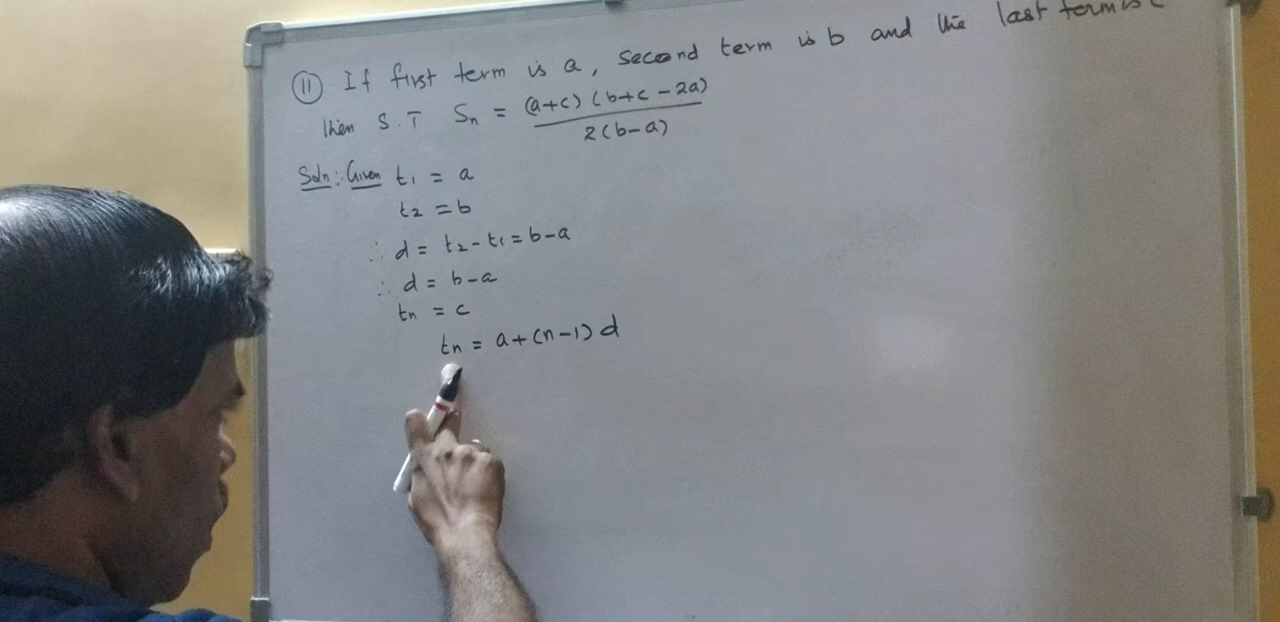 ⑪ If first term is a, second term is b and the last term is c
then S.T Sn = (a+c) (b+c-2a) / 2(b-a)
Soln: Given t₁ = a
t₂ = b
∴ d = t₂ - t₁ = b-a
∴ d = b-a
tn = c
tn = a+(n-1) d